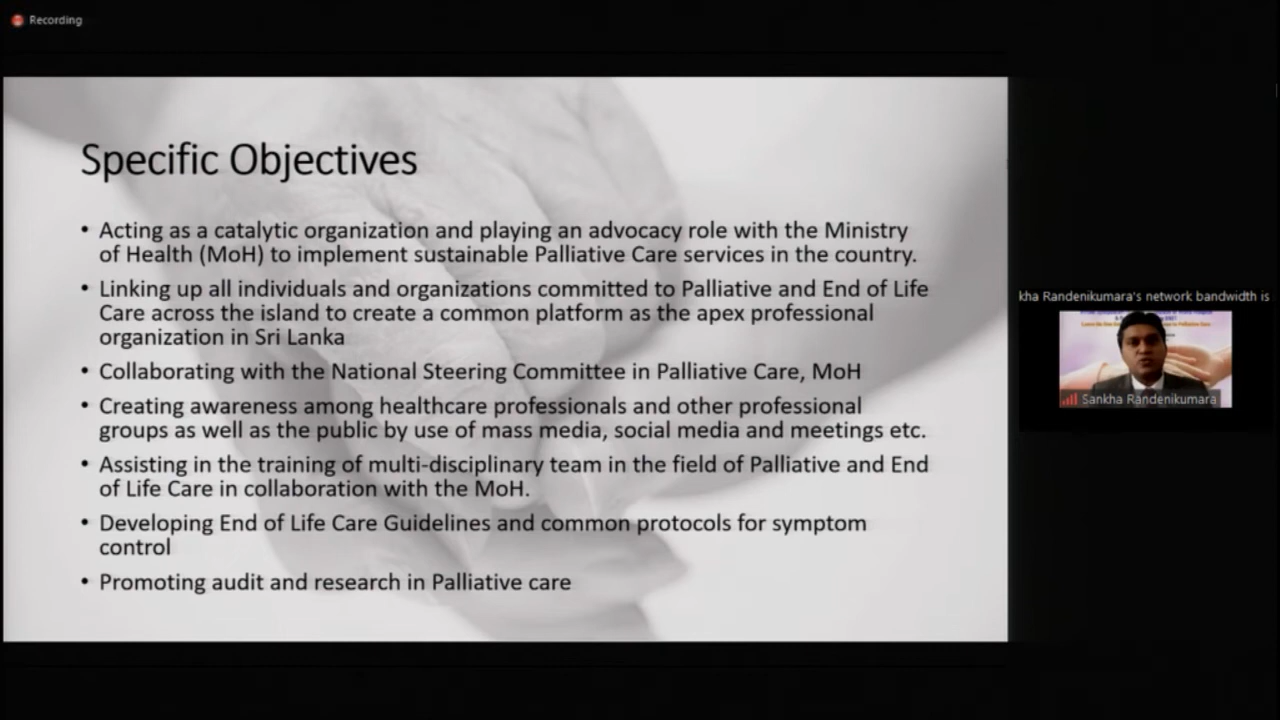 Recording
Specific Objectives
• Acting as a catalytic organization and playing an advocacy role with the Ministry
of Health (MoH) to implement sustainable Palliative Care services in the country.
• Linking up all individuals and organizations committed to Palliative and End of Life
Care across the island to create a common platform as the apex professional
organization in Sri Lanka
• Collaborating with the National Steering Committee in Palliative Care, MoH
• Creating awareness among healthcare professionals and other professional
groups as well as the public by use of mass media, social media and meetings etc.
• Assisting in the training of multi-disciplinary team in the field of Palliative and End
of Life Care in collaboration with the MoH.
• Developing End of Life Care Guidelines and common protocols for symptom
control
• Promoting audit and research in Palliative care
kha Randenikumara's network bandwidth is
Sankha Randenikumara